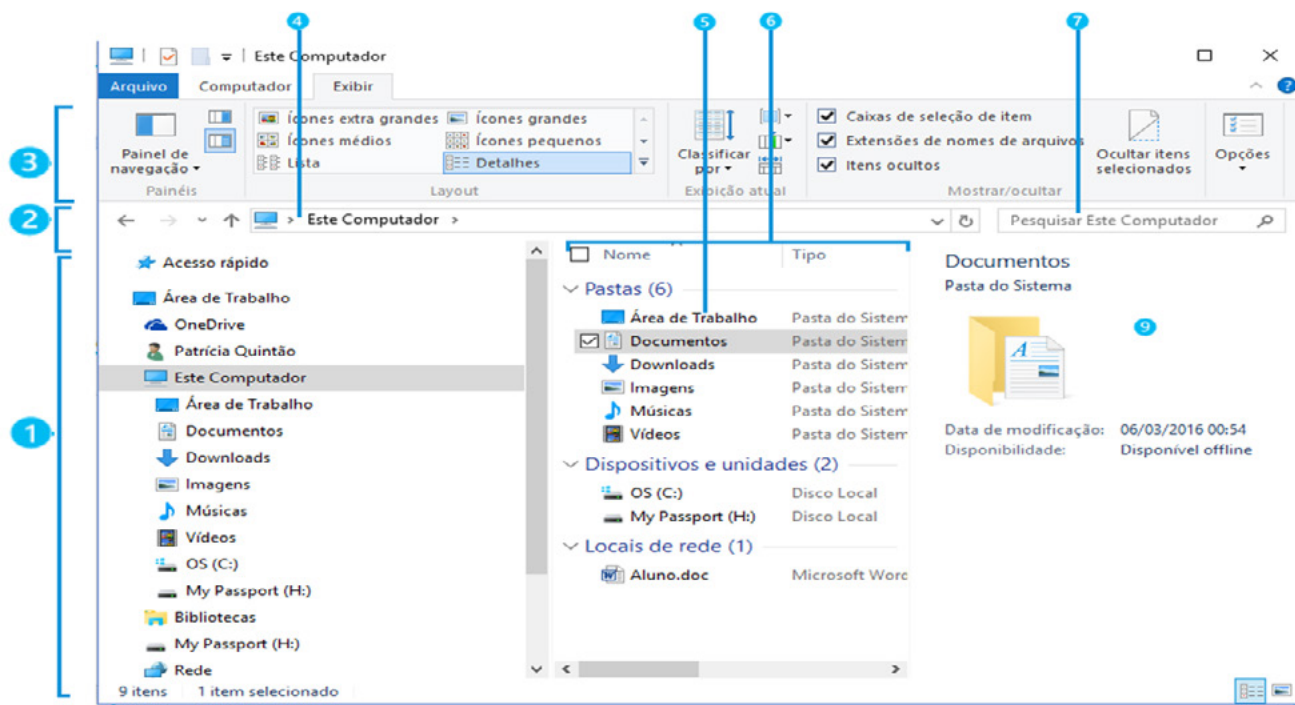 4 5 6 7
Este Computador
Arquivo Computador Exibir
3
Painel de navegação
Ícones extra grandes Ícones grandes
Ícones médios Ícones pequenos
Lista Detalhes
Classificar por
Caixas de seleção de item
Extensões de nomes de arquivos
Itens ocultos
Ocultar itens selecionados
Opções
Painéis Layout Exibição atual Mostrar/ocultar
2
Este Computador
Pesquisar Este Computador
1
Acesso rápido
Área de Trabalho
OneDrive
Patrícia Quintão
Este Computador
Área de Trabalho
Documentos
Downloads
Imagens
Músicas
Vídeos
OS (C:)
My Passport (H:)
Bibliotecas
My Passport (H:)
Rede
Nome Tipo
Pastas (6)
Área de Trabalho Pasta do Sistem
Documentos Pasta do Sistem
Downloads Pasta do Sistem
Imagens Pasta do Sistem
Músicas Pasta do Sistem
Vídeos Pasta do Sistem
Dispositivos e unidades (2)
OS (C:) Disco Local
My Passport (H:) Disco Local
Locais de rede (1)
Aluno.doc Microsoft Word
Documentos
Pasta do Sistema
9
A
Data de modificação: 06/03/2016 00:54
Disponibilidade: Disponível offline
9 itens 1 item selecionado